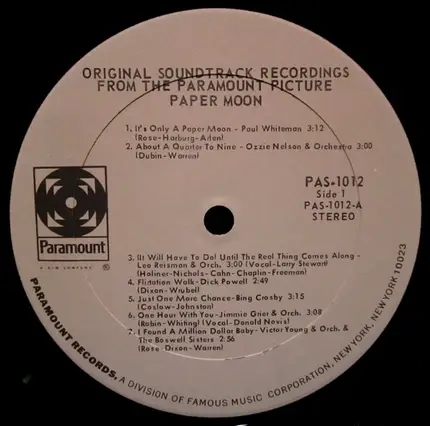 ORIGINAL SOUNDTRACK RECORDINGS
FROM THE PARAMOUNT PICTURE
PAPER MOON
1. It's Only A Paper Moon - Paul Whiteman 3:12
(Rose-Harburg-Arlen)
2. About A Quarter To Nine - Ozzie Nelson & Orchestra 3:00
(Dubin-Warren)
PAS-1012
Side 1
PAS-1012-A
STEREO
Paramount
A G+W COMPANY ®
3. (It Will Have To Do) Until The Real Thing Comes Along -
Leo Reisman & Orch. 3:00 (Vocal-Larry Stewart)
(Holiner-Nichols-Cahn-Chaplin-Freeman)
4. Flirtation Walk-Dick Powell 2:49
(Dixon-Wrubel)
5. Just One More Chance-Bing Crosby 3:15
(Coslow-Johnston)
6. One Hour With You-Jimmie Grier & Orch. 3:08
(Robin-Whiting) (Vocal-Donald Novis)
7. I Found A Million Dollar Baby-Victor Young & Orch. &
The Boswell Sisters 2:56
(Rose Dixon-Warren)
PARAMOUNT RECORDS, A DIVISION OF FAMOUS MUSIC CORPORATION, NEW YORK, NEW YORK 10023